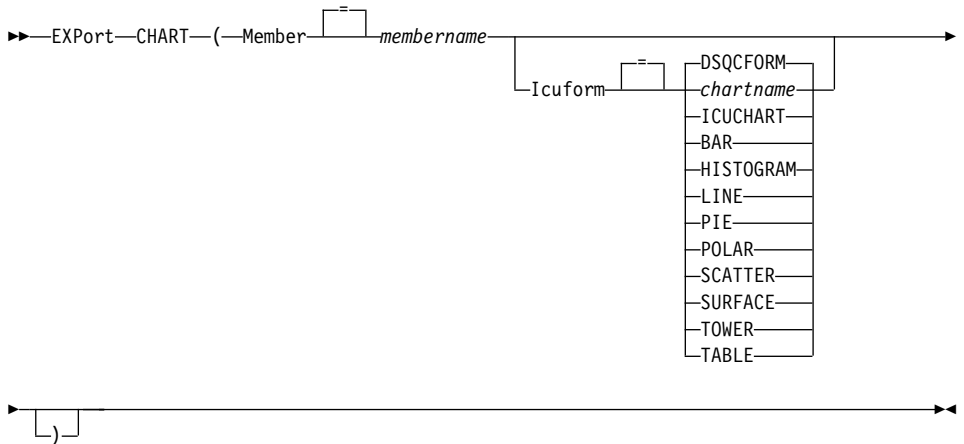 =
EXPort CHART ( Member membername
Icuform = DSQCFORM
chartname
ICUCHART
BAR
HISTOGRAM
LINE
PIE
POLAR
SCATTER
SURFACE
TOWER
TABLE
)